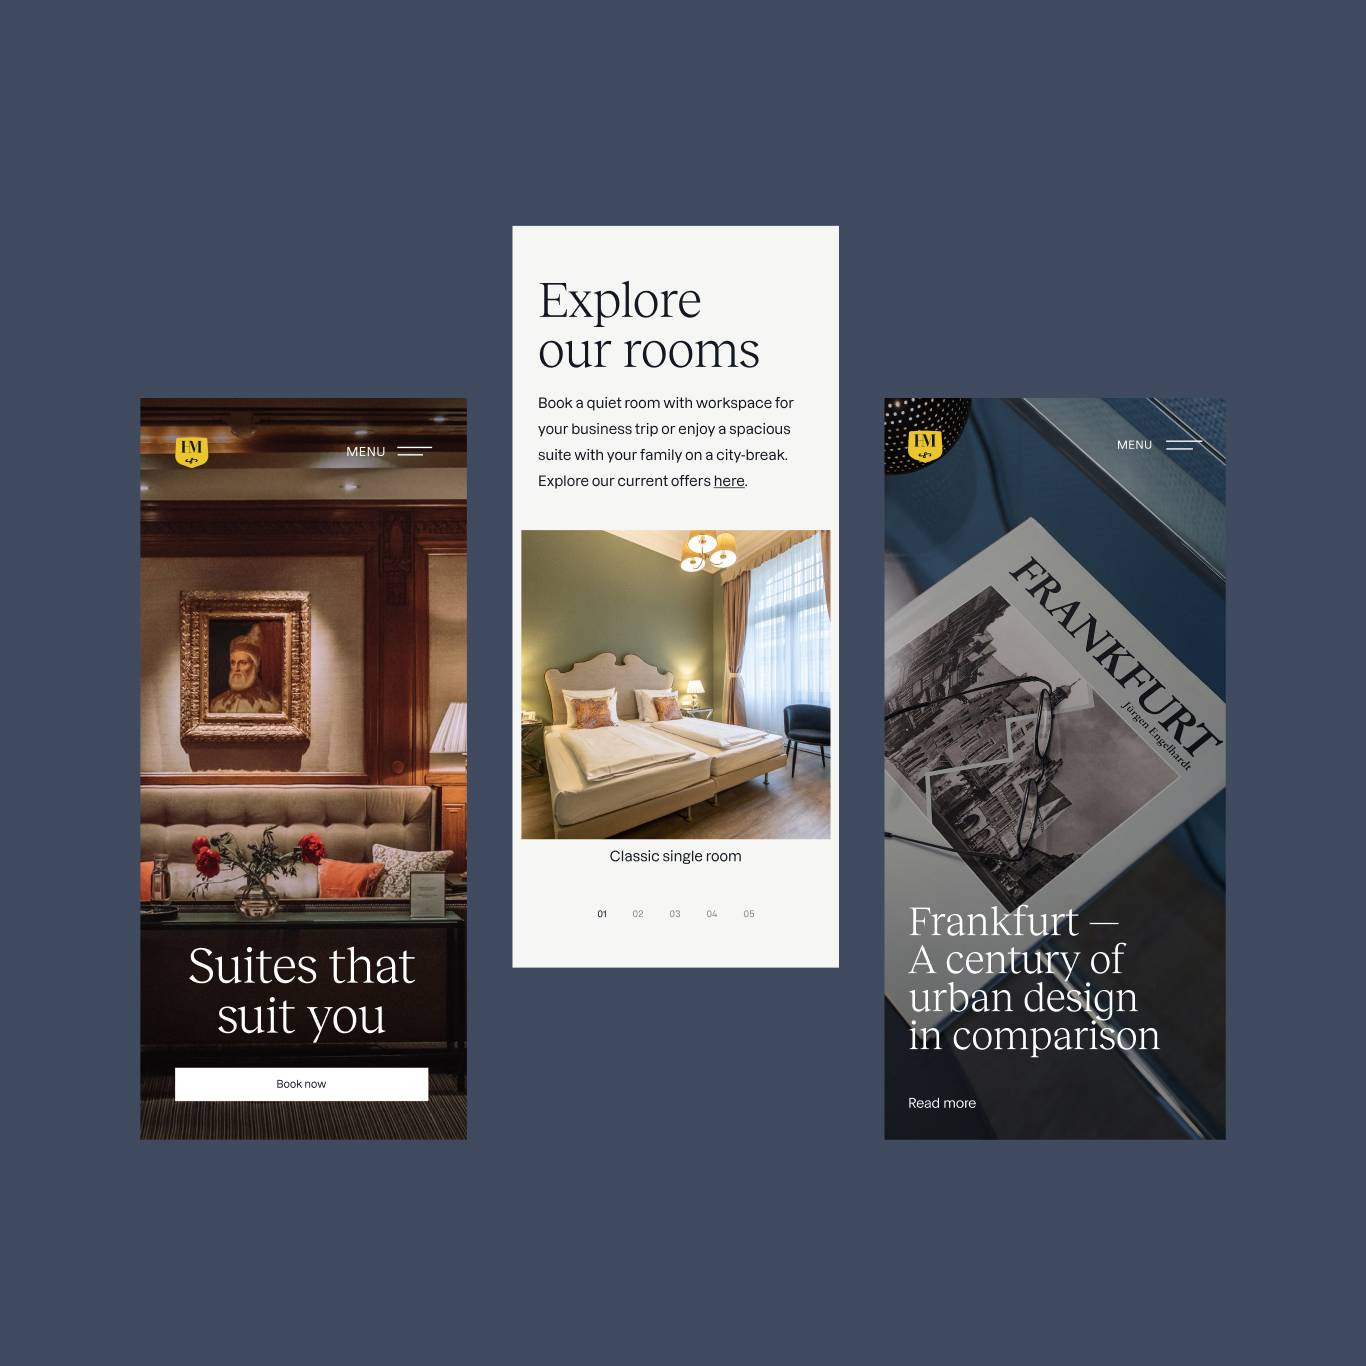 HM
MENU
Suites that
suit you
Book now
Explore
our rooms
Book a quiet room with workspace for
your business trip or enjoy a spacious
suite with your family on a city-break.
Explore our current offers here.
Classic single room
01 02 03 04 05
HM
MENU
FRANKFURT
Jürgen Engelhardt
Frankfurt —
A century of
urban design
in comparison
Read more